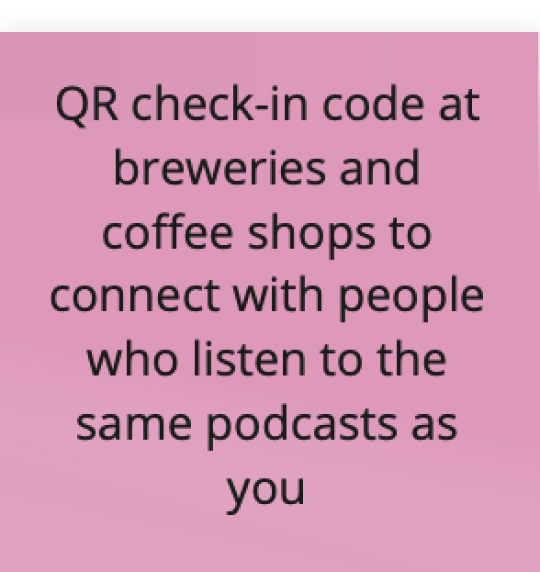 QR check-in code at
breweries and
coffee shops to
connect with people
who listen to the
same podcasts as
you